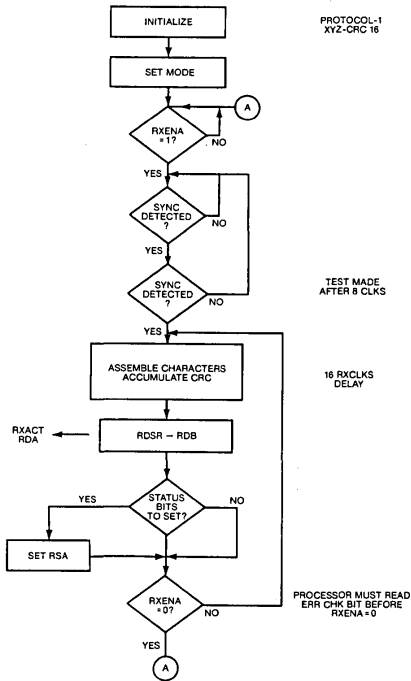 INITIALIZE
PROTOCOL-1
XYZ-CRC 16
SET MODE
A
RXENA
= 1?
NO
YES
SYNC
DETECTED
?
NO
YES
SYNC
DETECTED
?
NO
TEST MADE
AFTER 8 CLKS
YES
ASSEMBLE CHARACTERS
ACCUMULATE CRC
16 RXCLKS
DELAY
RXACT
RDA
RDSR – RDB
YES
STATUS
BITS
TO SET?
NO
SET RSA
RXENA
=0?
NO
PROCESSOR MUST READ
ERR CHK BIT BEFORE
RXENA = 0
YES
A